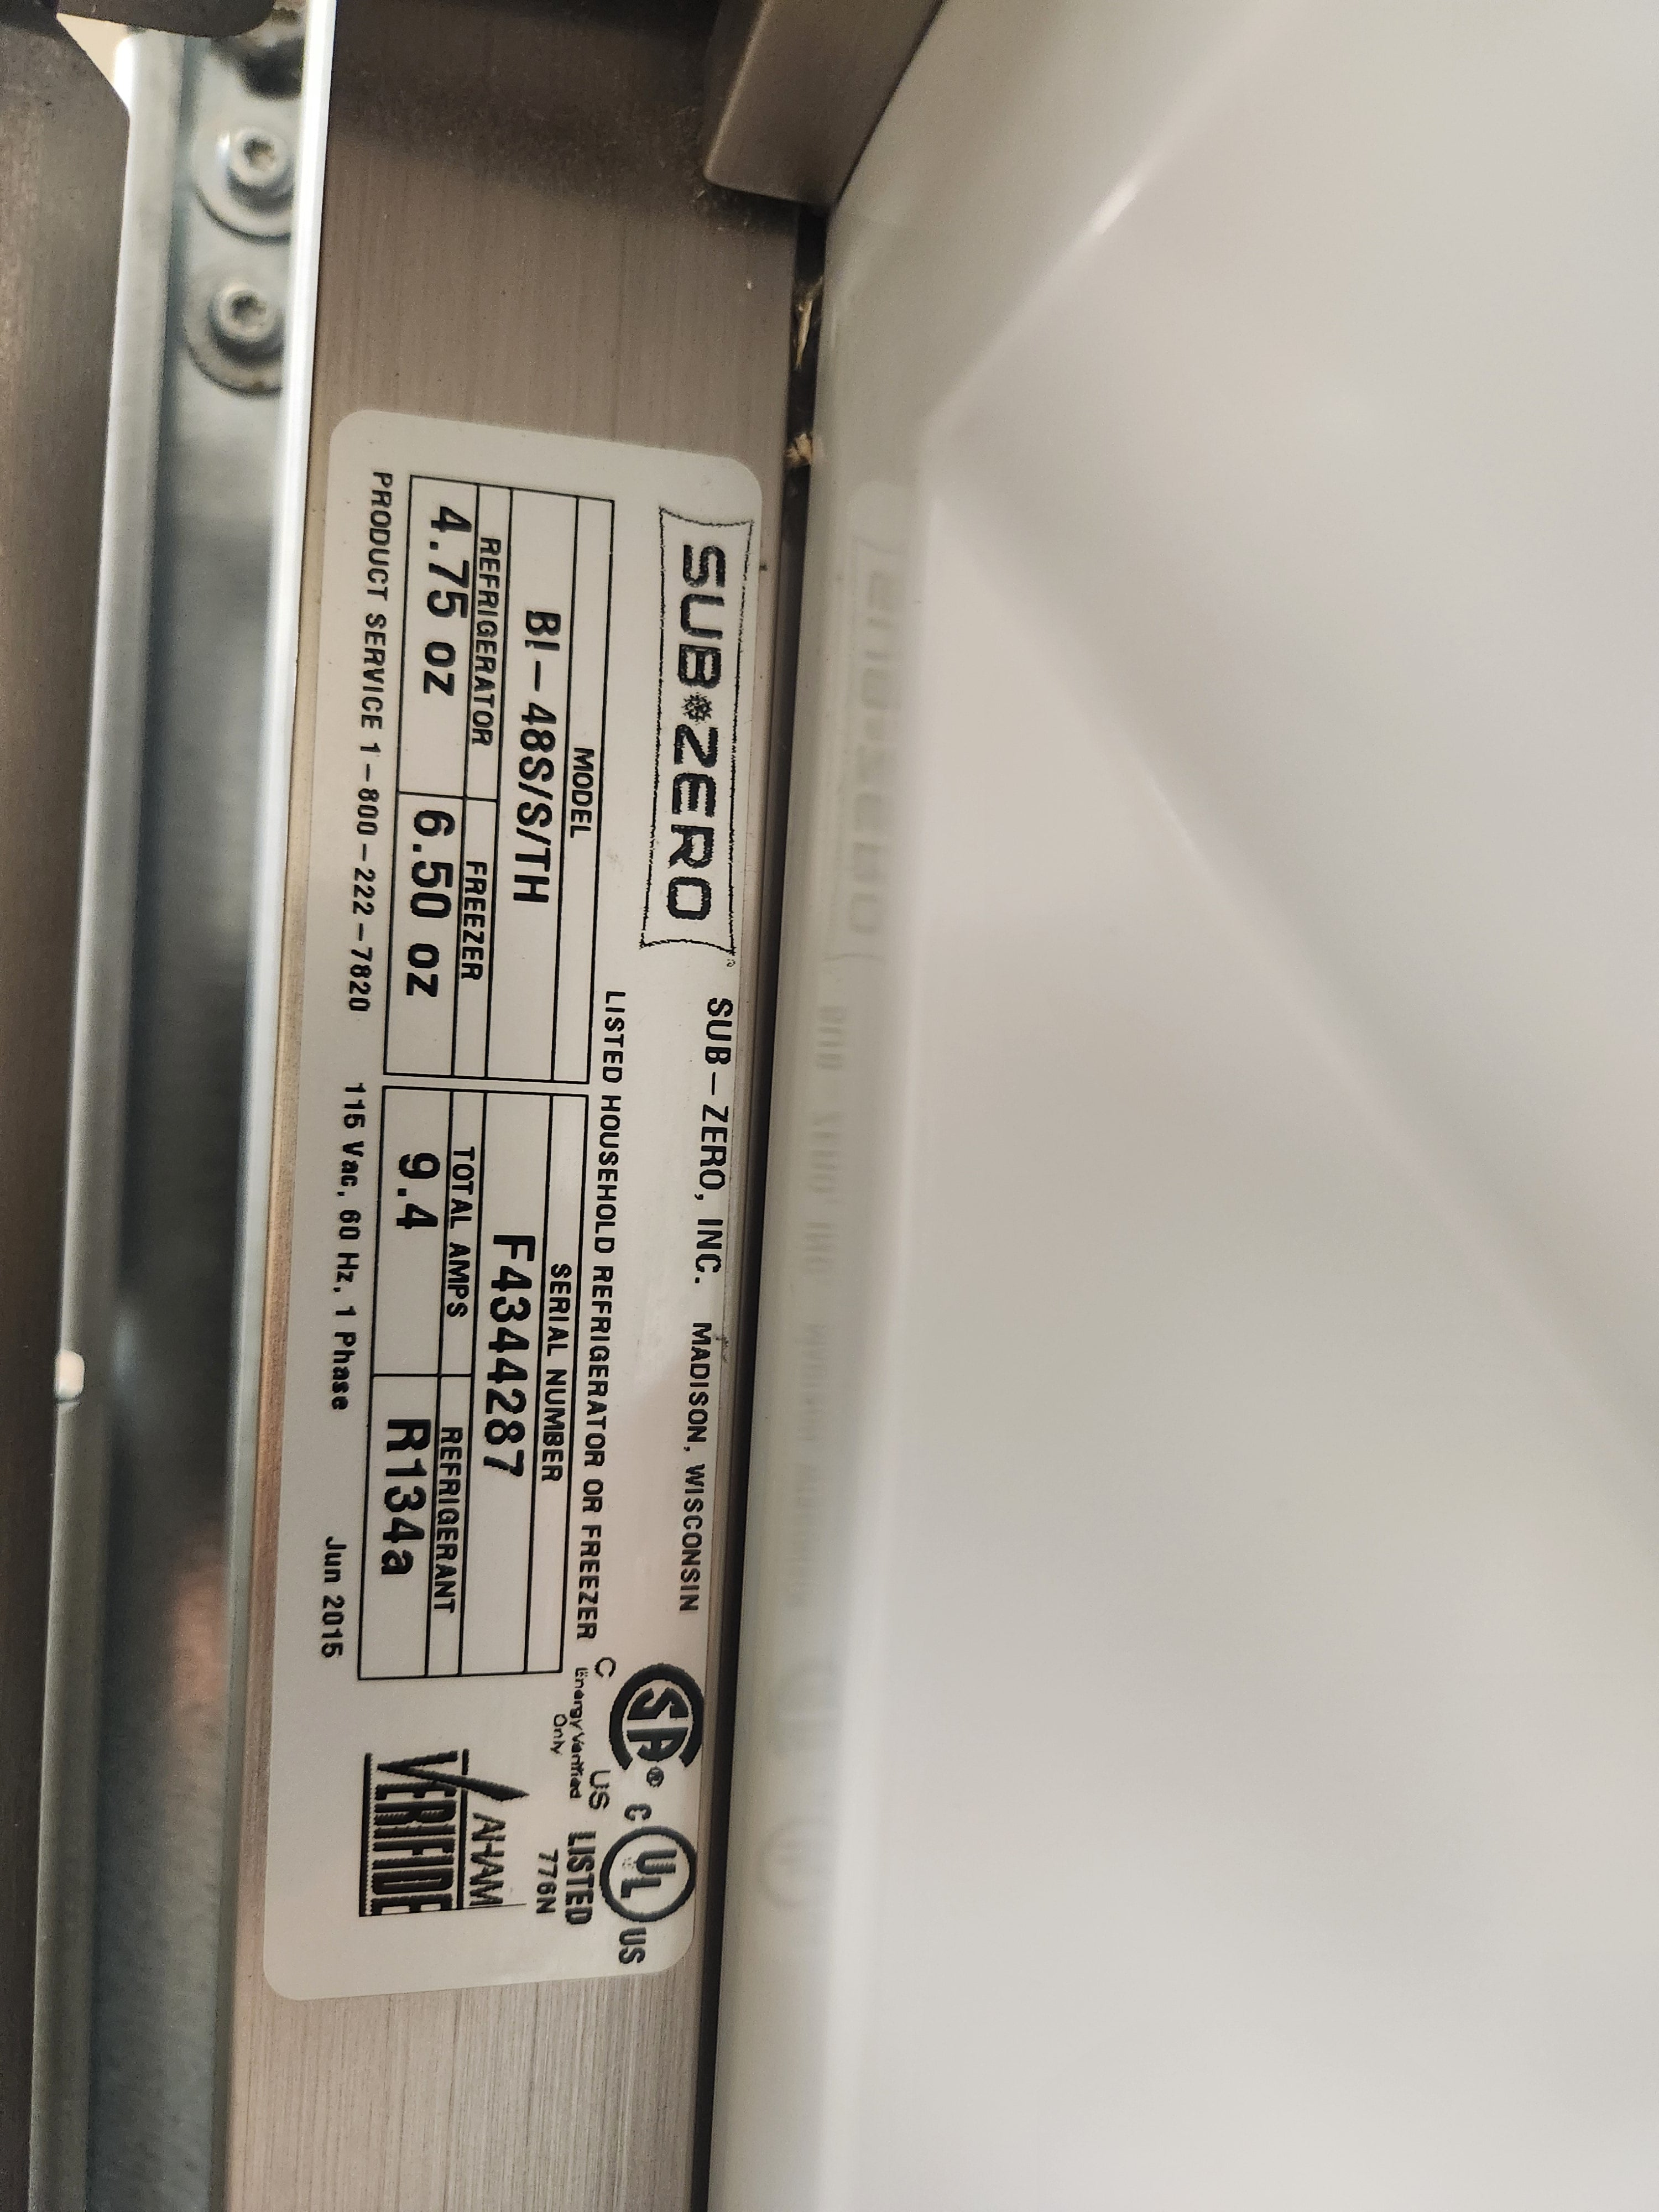 SUB ZERO ®
SUB-ZERO, INC. MADISON, WISCONSIN
LISTED HOUSEHOLD REFRIGERATOR OR FREEZER
MODEL
BI-48S/S/TH
REFRIGERATOR FREEZER
4.75 oz 6.50 oz
SERIAL NUMBER
F4344287
TOTAL AMPS REFRIGERANT
9.4 R134a
PRODUCT SERVICE 1-800-222-7820 115 Vac, 60 Hz, 1 Phase Jun 2015
SA ®
C US
Energy Verified
Only
C UL US
LISTED
776N
AHAM
VERIFIDE